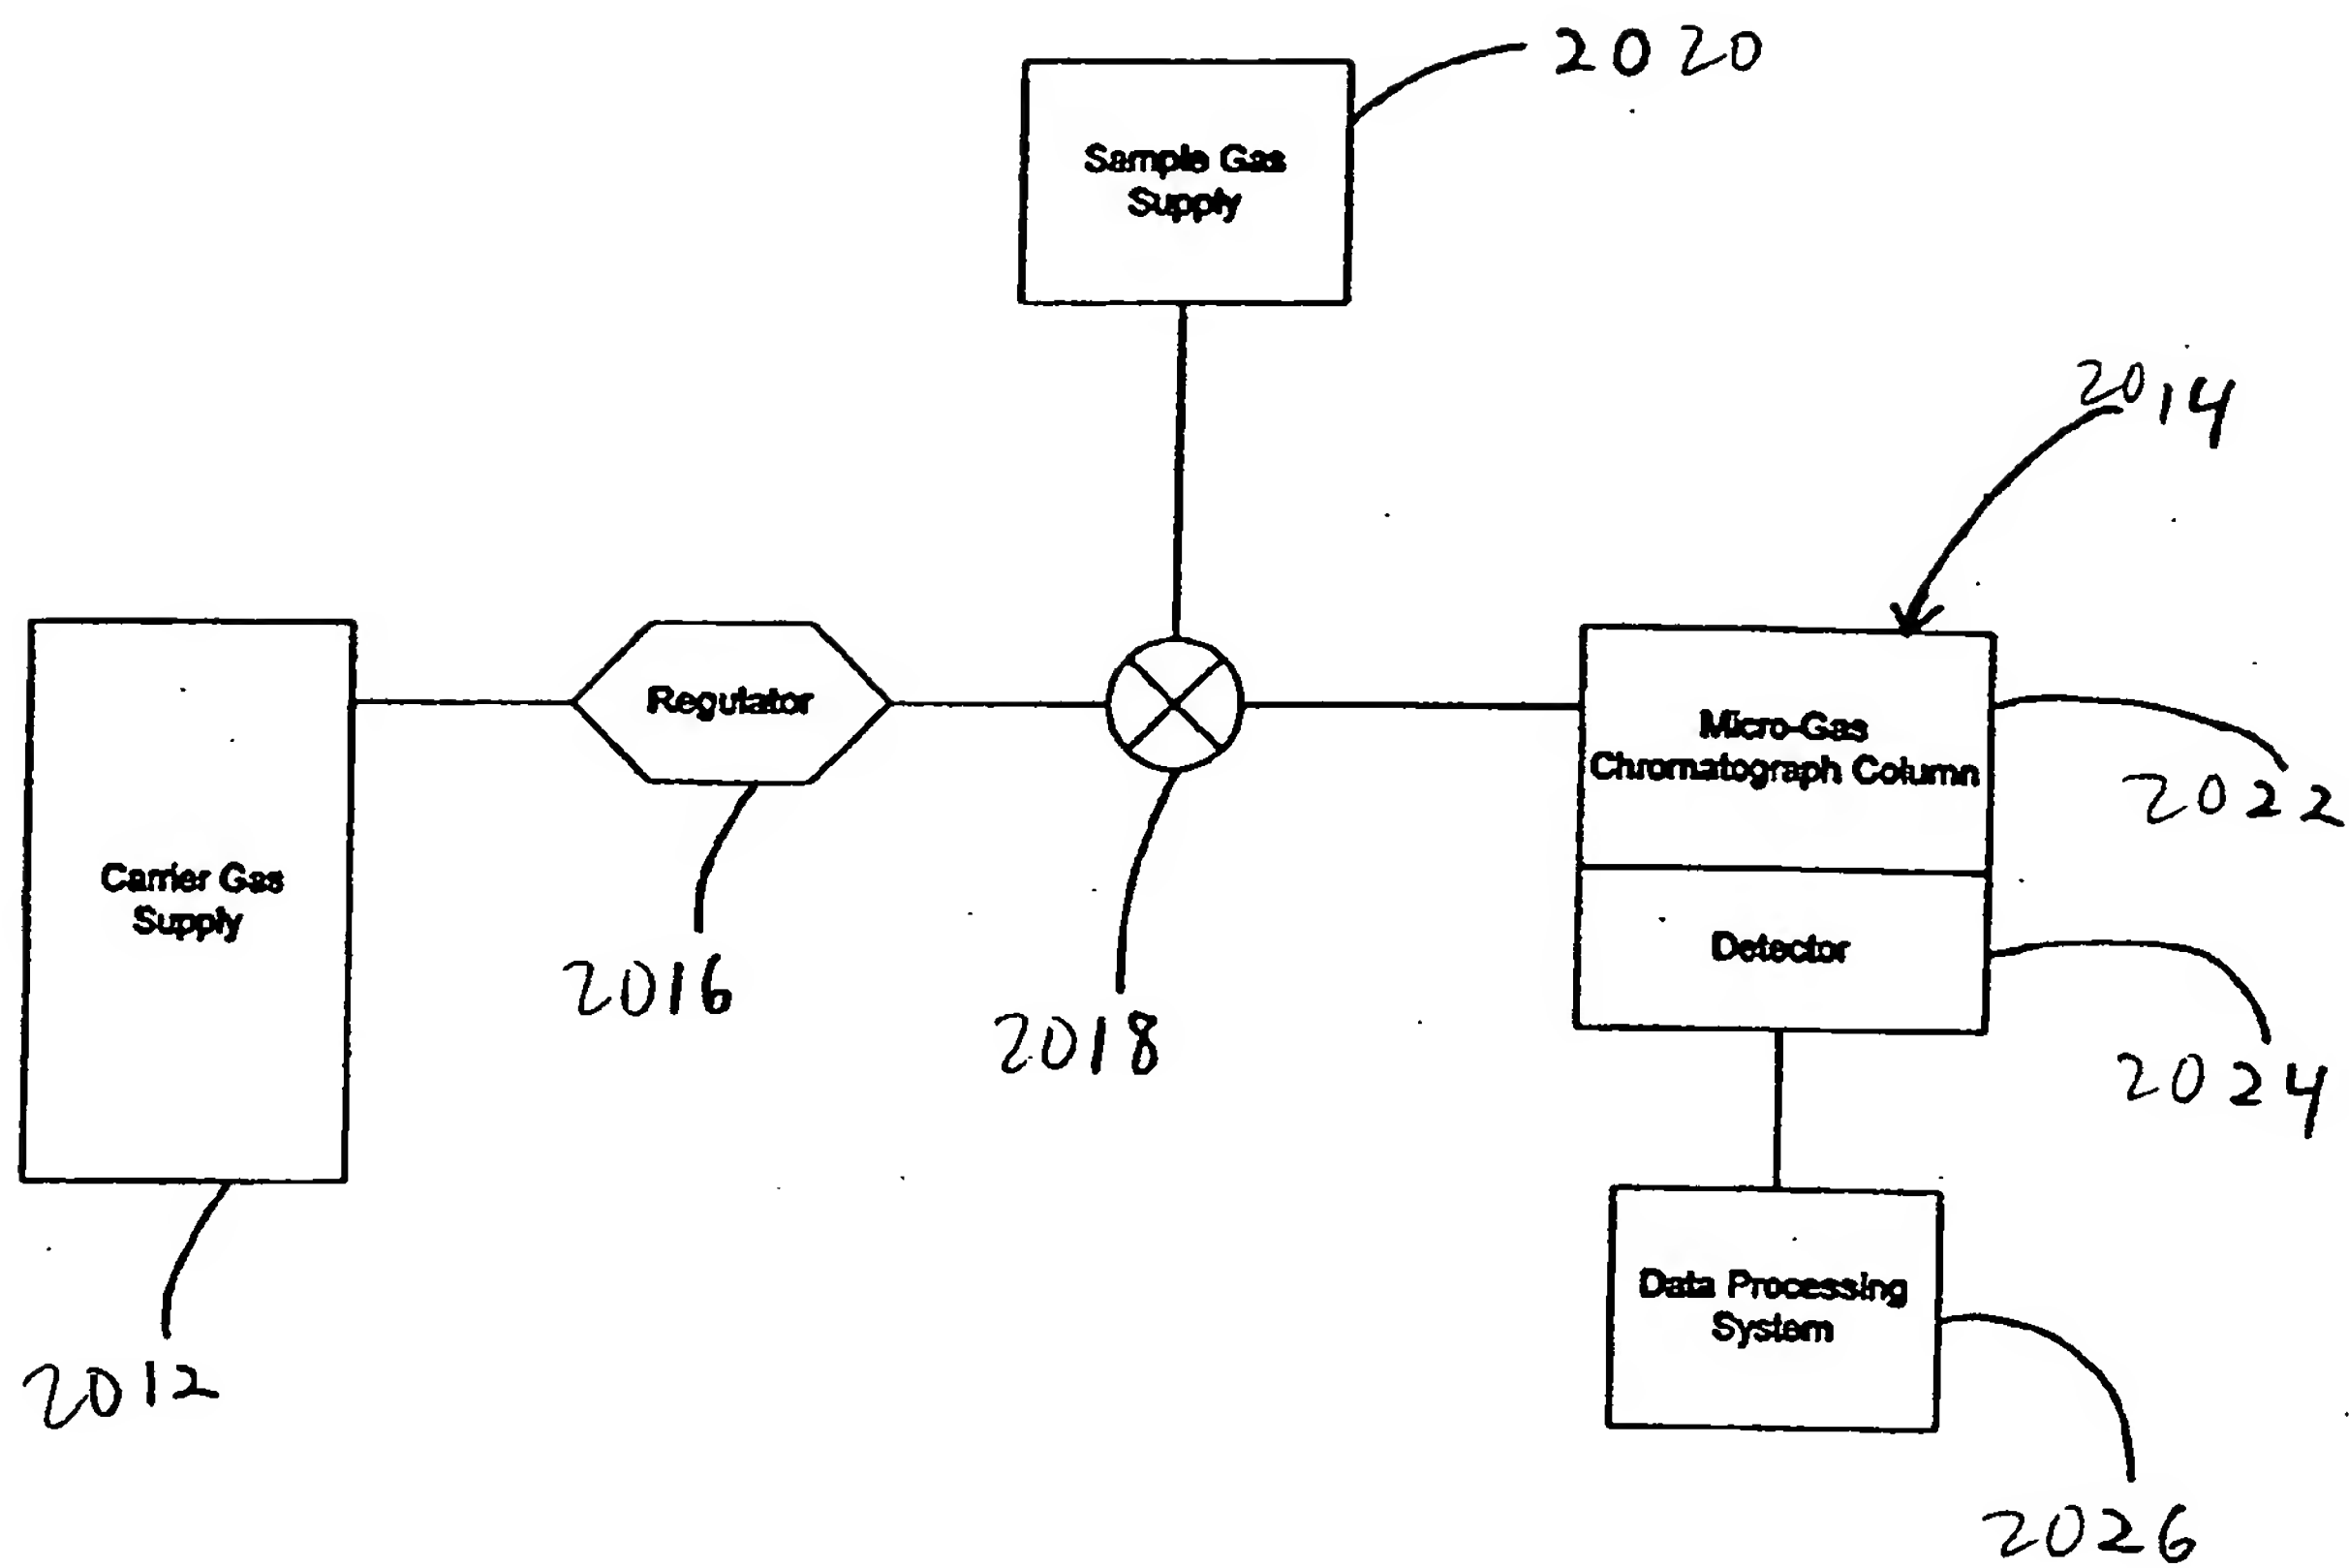 2020
Sample Gas
Supply
2014
Regulator
Micro-Gas
Chromatograph Column
2022
Carrier Gas
Supply
Detector
2016
2018
2024
Data Processing
System
2012
2026